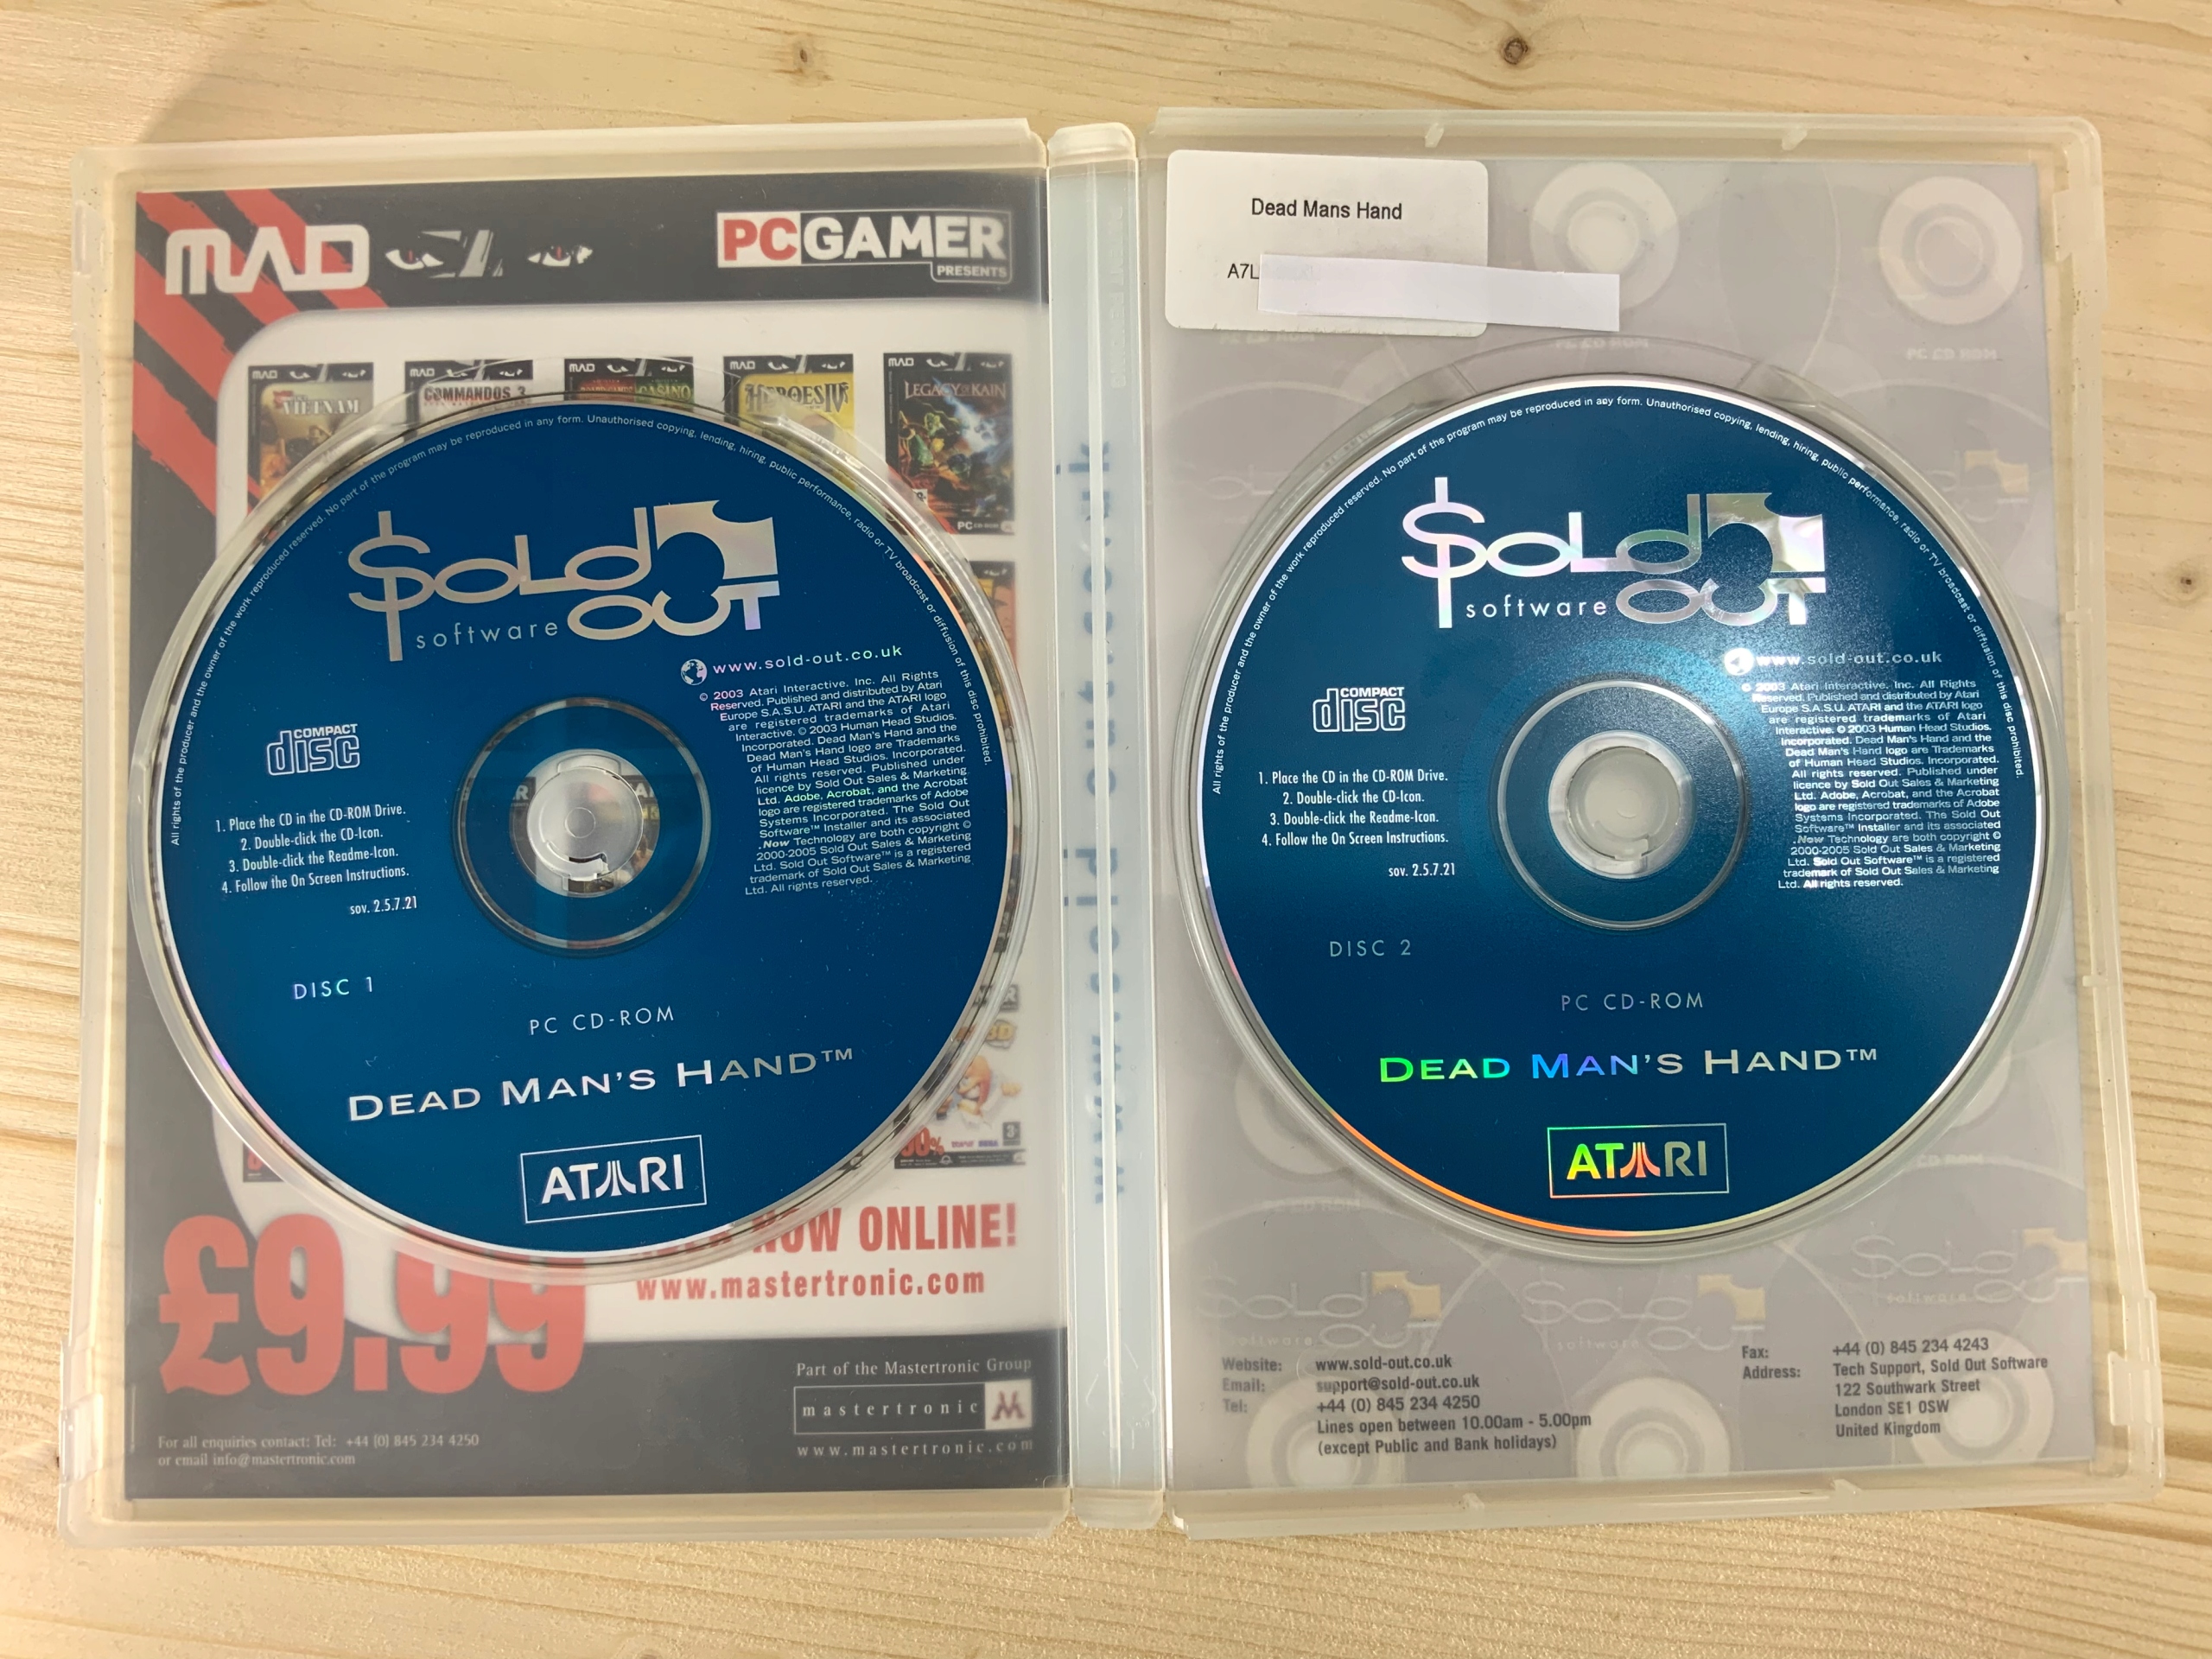 MAD
PCGAMER
PRESENTS
MAD
VIETNAM
MAD
COMMANDOS 3
MAD
CASINO
MAD
HEROES IV
MAD
LEGACY OF KAIN
PC CD-ROM
All rights of the producer and the owner of the work reproduced reserved. No part of the program may be reproduced in any form. Unauthorised copying, lending, hiring, public performance, radio or TV broadcast or diffusion of this disc prohibited.
$old out
software
www.sold-out.co.uk
© 2003 Atari Interactive, Inc. All Rights
Reserved. Published and distributed by Atari
Europe S.A.S.U. ATARI and the ATARI logo
are registered trademarks of Atari
Interactive. © 2003 Human Head Studios.
Incorporated. Dead Man's Hand and the
Dead Man's Hand logo are Trademarks
of Human Head Studios. Incorporated.
All rights reserved. Published under
licence by Sold Out Sales & Marketing
Ltd. Adobe, Acrobat, and the Acrobat
logo are registered trademarks of Adobe
Systems Incorporated. The Sold Out
Software™ Installer and its associated
.Now Technology are both copyright ©
2000-2005 Sold Out Sales & Marketing
Ltd. Sold Out Software™ is a registered
trademark of Sold Out Sales & Marketing
Ltd. All rights reserved.
COMPACT
disc
1. Place the CD in the CD-ROM Drive.
2. Double-click the CD-Icon.
3. Double-click the Readme-Icon.
4. Follow the On Screen Instructions.
sov. 2.5.7.21
DISC 1
PC CD-ROM
DEAD MAN'S HAND™
ATARI
£9.99
NOW ONLINE!
www.mastertronic.com
Part of the Mastertronic Group
mastertronic
www.mastertronic.com
For all enquiries contact: Tel: +44 (0) 845 234 4250
or email info@mastertronic.com
www.sold-out.co.uk
Dead Mans Hand
A7L
All rights of the producer and the owner of the work reproduced reserved. No part of the program may be reproduced in any form. Unauthorised copying, lending, hiring, public performance, radio or TV broadcast or diffusion of this disc prohibited.
$old out
software
www.sold-out.co.uk
© 2003 Atari Interactive, Inc. All Rights
Reserved. Published and distributed by Atari
Europe S.A.S.U. ATARI and the ATARI logo
are registered trademarks of Atari
Interactive. © 2003 Human Head Studios.
Incorporated. Dead Man's Hand and the
Dead Man's Hand logo are Trademarks
of Human Head Studios. Incorporated.
All rights reserved. Published under
licence by Sold Out Sales & Marketing
Ltd. Adobe, Acrobat, and the Acrobat
logo are registered trademarks of Adobe
Systems Incorporated. The Sold Out
Software™ Installer and its associated
.Now Technology are both copyright ©
2000-2005 Sold Out Sales & Marketing
Ltd. Sold Out Software™ is a registered
trademark of Sold Out Sales & Marketing
Ltd. All rights reserved.
COMPACT
disc
1. Place the CD in the CD-ROM Drive.
2. Double-click the CD-Icon.
3. Double-click the Readme-Icon.
4. Follow the On Screen Instructions.
sov. 2.5.7.21
DISC 2
PC CD-ROM
DEAD MAN'S HAND™
ATARI
$old out
software
$old out
software
$old out
software
Website: www.sold-out.co.uk
Email: support@sold-out.co.uk
Tel: +44 (0) 845 234 4250
Lines open between 10.00am - 5.00pm
(except Public and Bank holidays)
Fax: +44 (0) 845 234 4243
Address: Tech Support, Sold Out Software
122 Southwark Street
London SE1 0SW
United Kingdom